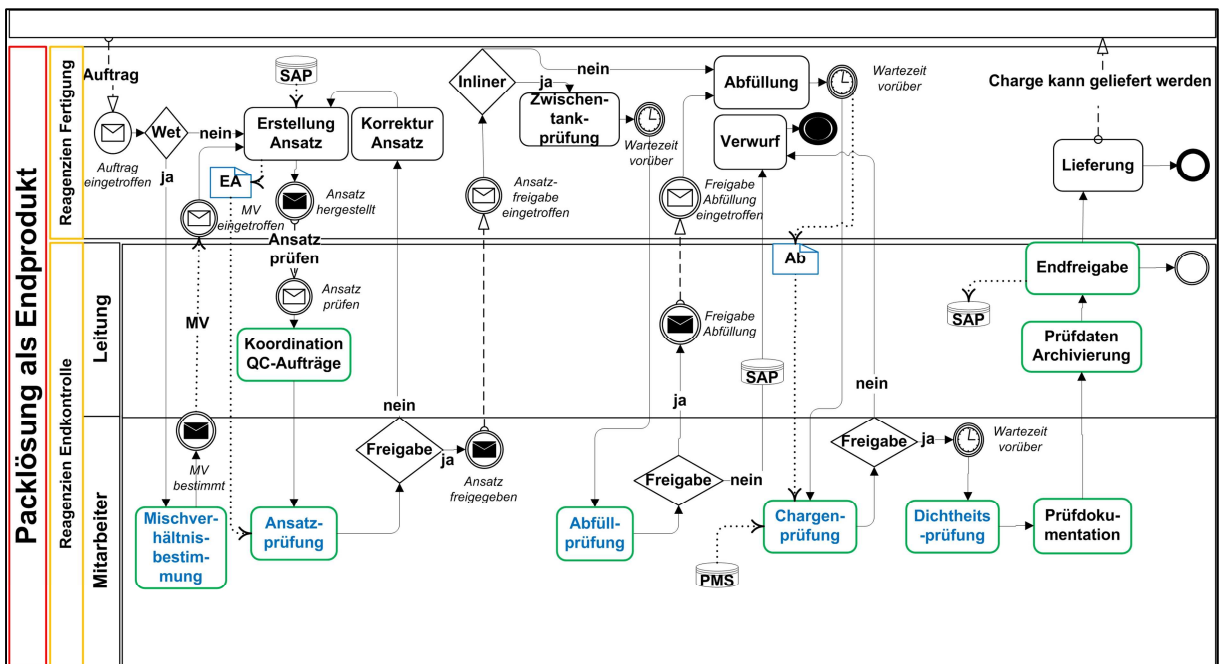 Packlösung als Endprodukt
Reagenzien Fertigung
Reagenzien Endkontrolle
Leitung
Mitarbeiter
Auftrag
Auftrag
eingetroffen
Wet
nein
ja
SAP
Erstellung
Ansatz
Korrektur
Ansatz
EA
MV
eingetroffen
Ansatz
hergestellt
Ansatz
prüfen
Ansatz
prüfen
Koordination
QC-Aufträge
MV
MV
bestimmt
Mischver-
hältnis-
bestim-
mung
Ansatz-
prüfung
nein
Freigabe
ja
Ansatz
freigegeben
Ansatz-
freigabe
eingetroffen
Inliner
nein
ja
Zwischen-
tank-
prüfung
Wartezeit
vorüber
Abfüllung
Wartezeit
vorüber
Verwurf
Freigabe
Abfüllung
eingetroffen
Freigabe
Abfüllung
ja
Freigabe
nein
Abfüll-
prüfung
SAP
Ab
PMS
Chargen-
prüfung
nein
Freigabe
ja
Wartezeit
vorüber
Dichtheits
-prüfung
Prüfdoku-
mentation
Prüfdaten
Archivierung
Endfreigabe
SAP
Lieferung
Charge kann geliefert werden